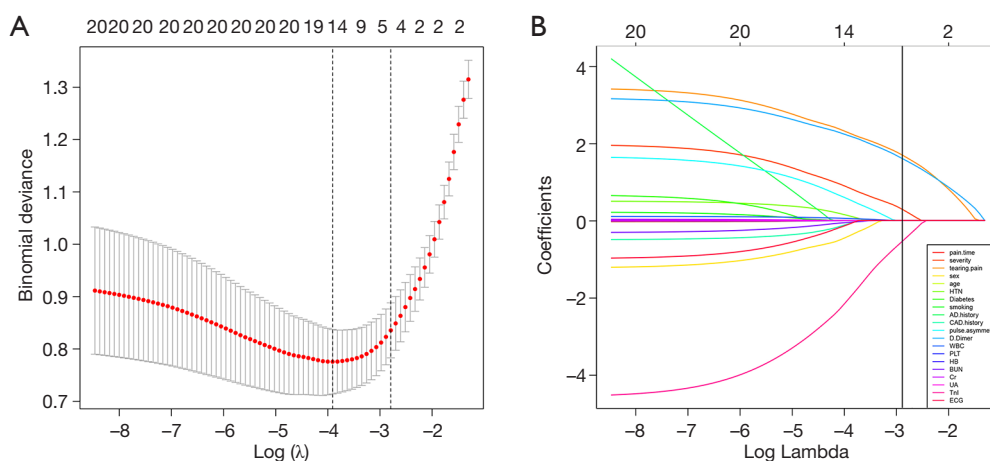 A
2020 20 20 20 20 20 20 19 14 9 5 4 2 2 2
1.3
1.2
1.1
1.0
0.9
0.8
0.7
Binomial deviance
−8 −7 −6 −5 −4 −3 −2
Log (λ)
B
20 20 14 2
4
2
0
−2
−4
Coefficients
−8 −7 −6 −5 −4 −3 −2
Log Lambda
pain.time
severity
tearing.pain
sex
age
HTN
Diabetes
smoking
AD.history
CAD.history
pulse.asymme
D.Dimer
WBC
PLT
HB
BUN
Cr
UA
TnI
ECG